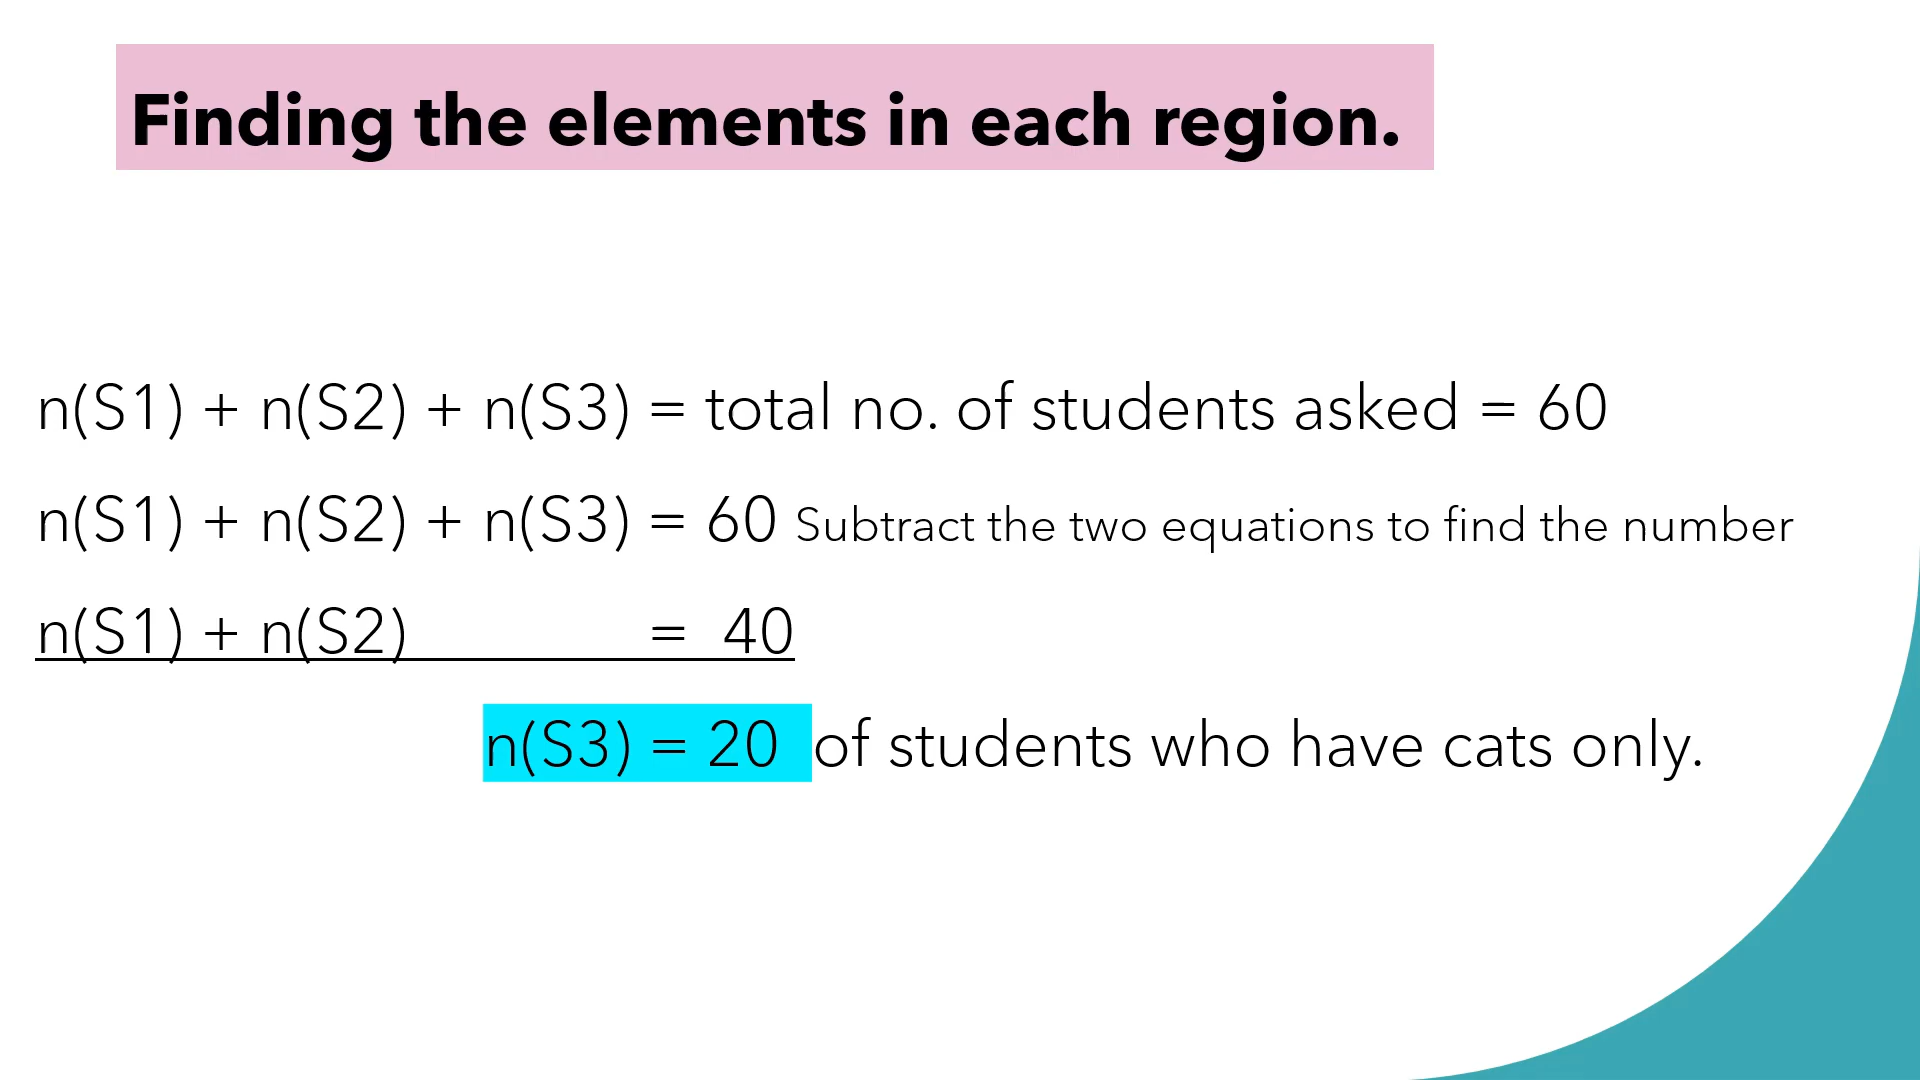 Finding the elements in each region.
n(S1) + n(S2) + n(S3) = total no. of students asked = 60
n(S1) + n(S2) + n(S3) = 60 Subtract the two equations to find the number
n(S1) + n(S2) = 40
n(S3) = 20 of students who have cats only.